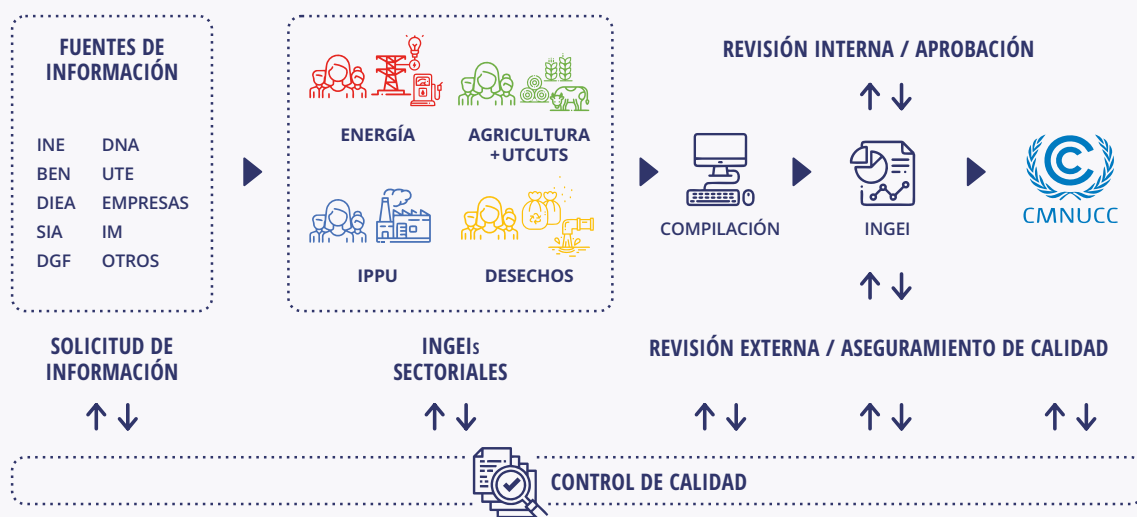 FUENTES DE
INFORMACIÓN
INE DNA
BEN UTE
DIEA EMPRESAS
SIA IM
DGF OTROS
SOLICITUD DE
INFORMACIÓN
ENERGÍA
AGRICULTURA
+UTCUTS
IPPU
DESECHOS
INGEIs
SECTORIALES
REVISIÓN INTERNA / APROBACIÓN
COMPILACIÓN
INGEI
CMNUCC
REVISIÓN EXTERNA / ASEGURAMIENTO DE CALIDAD
CONTROL DE CALIDAD